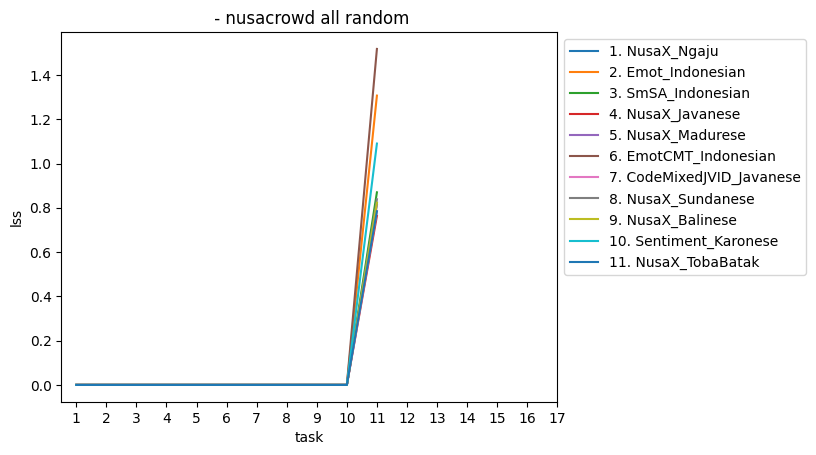 - nusacrowd all random
lss
1.4
1.2
1.0
0.8
0.6
0.4
0.2
0.0
1 2 3 4 5 6 7 8 9 10 11 12 13 14 15 16 17
task
1. NusaX_Ngaju
2. Emot_Indonesian
3. SmSA_Indonesian
4. NusaX_Javanese
5. NusaX_Madurese
6. EmotCMT_Indonesian
7. CodeMixedJVID_Javanese
8. NusaX_Sundanese
9. NusaX_Balinese
10. Sentiment_Karonese
11. NusaX_TobaBatak